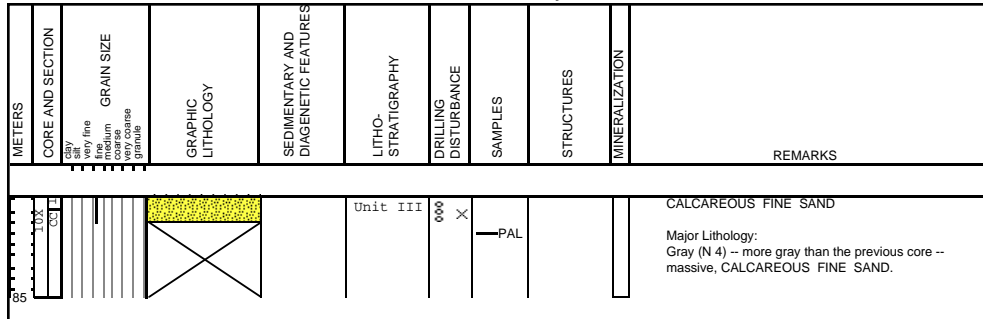 METERS
CORE AND SECTION
clay
silt
very fine
fine
medium
coarse
very coarse
granule
GRAIN SIZE
GRAPHIC
LITHOLOGY
SEDIMENTARY AND
DIAGENETIC FEATURES
LITHO-
STRATIGRAPHY
DRILLING
DISTURBANCE
SAMPLES
STRUCTURES
MINERALIZATION
REMARKS
10X
CC 1
Unit III
PAL
CALCAREOUS FINE SAND
Major Lithology:
Gray (N 4) -- more gray than the previous core --
massive, CALCAREOUS FINE SAND.
85